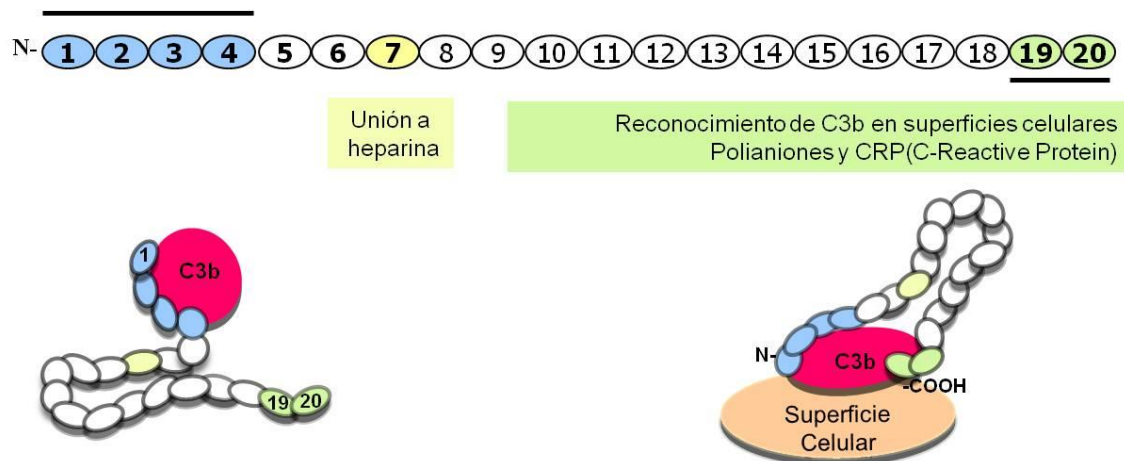 N- 1 2 3 4 5 6 7 8 9 10 11 12 13 14 15 16 17 18 19 20
Unión a
heparina
Reconocimiento de C3b en superficies celulares
Polianiones y CRP(C-Reactive Protein)
1
C3b
19 20
N-
C3b
-COOH
Superficie
Celular